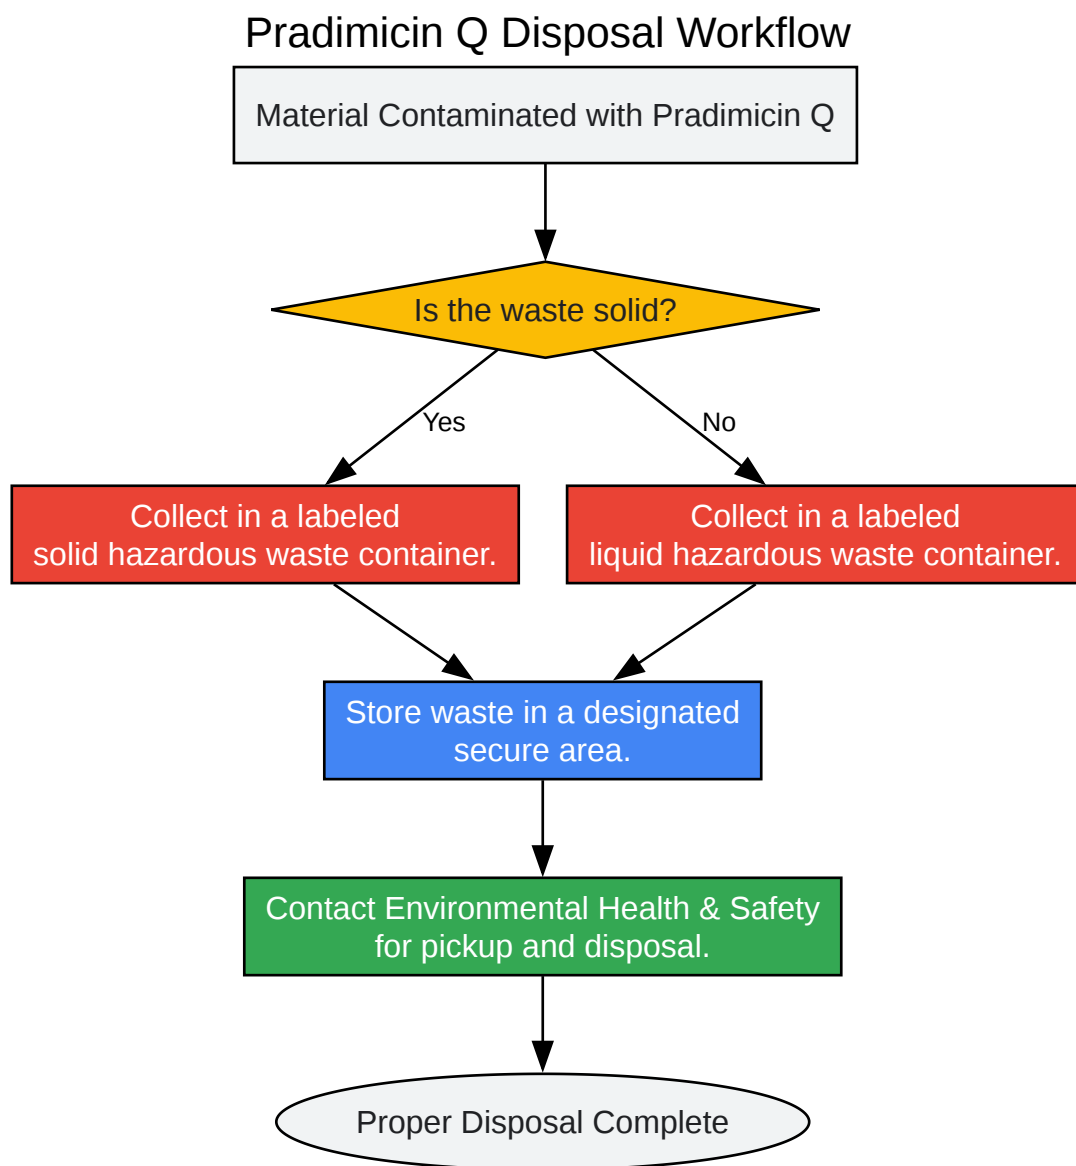 Pradimicin Q Disposal Workflow
Material Contaminated with Pradimicin Q
Is the waste solid?
Yes
No
Collect in a labeled
solid hazardous waste container.
Collect in a labeled
liquid hazardous waste container.
Store waste in a designated
secure area.
Contact Environmental Health & Safety
for pickup and disposal.
Proper Disposal Complete